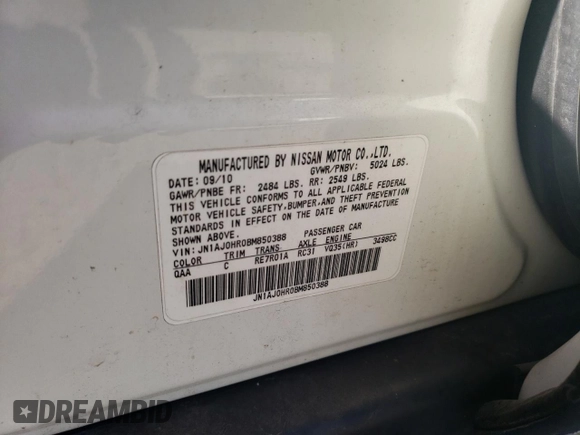 MANUFACTURED BY NISSAN MOTOR CO.,LTD.
DATE: 09/10 GVWR/PNBV: 5024 LBS.
GAWR/PNBE FR: 2484 LBS. RR: 2549 LBS.
THIS VEHICLE CONFORMS TO ALL APPLICABLE FEDERAL
MOTOR VEHICLE SAFETY,BUMPER,AND THEFT PREVENTION
STANDARDS IN EFFECT ON THE DATE OF MANUFACTURE
SHOWN ABOVE.
VIN: JN1AJ0HR0BM850388 PASSENGER CAR
COLOR TRIM TRANS. AXLE ENGINE
QAA C RE7R01A RC31 VQ35(HR) 3498CC
JN1AJ0HR0BM850388
DREAMBID